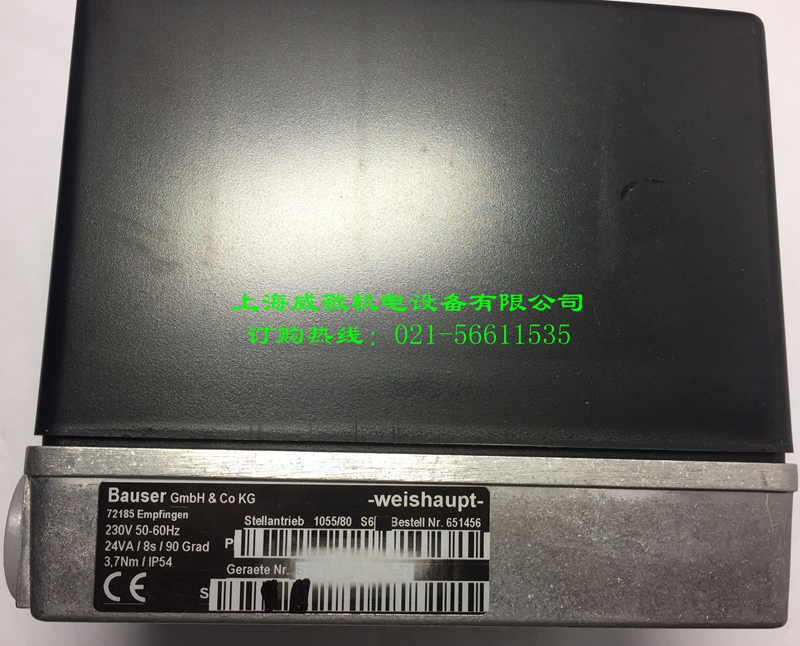 上海成敬机电设备有限公司
订购热线：021-56611535
Bauser GmbH & Co KG
-weishaupt-
72185 Empfingen
230V 50-60Hz
Stellantrieb 1055/80 S6
Bestell Nr. 651456
24VA / 8s / 90 Grad
P
3,7Nm / IP54
Geraete Nr. S
CE
S